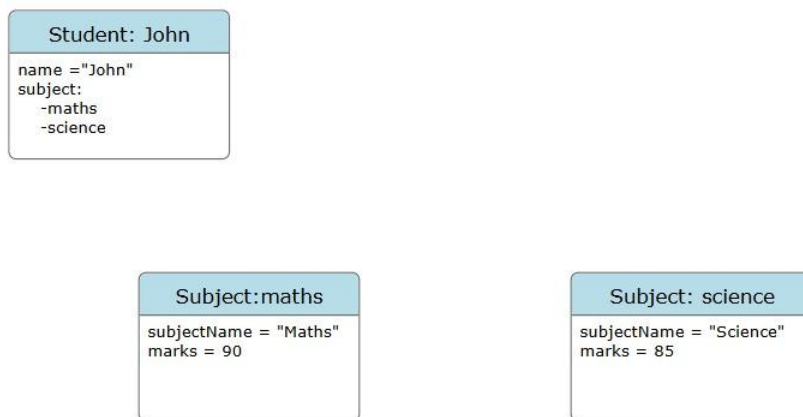 Student: John
name ="John"
subject:
-maths
-science
Subject:maths
subjectName = "Maths"
marks = 90
Subject: science
subjectName = "Science"
marks = 85